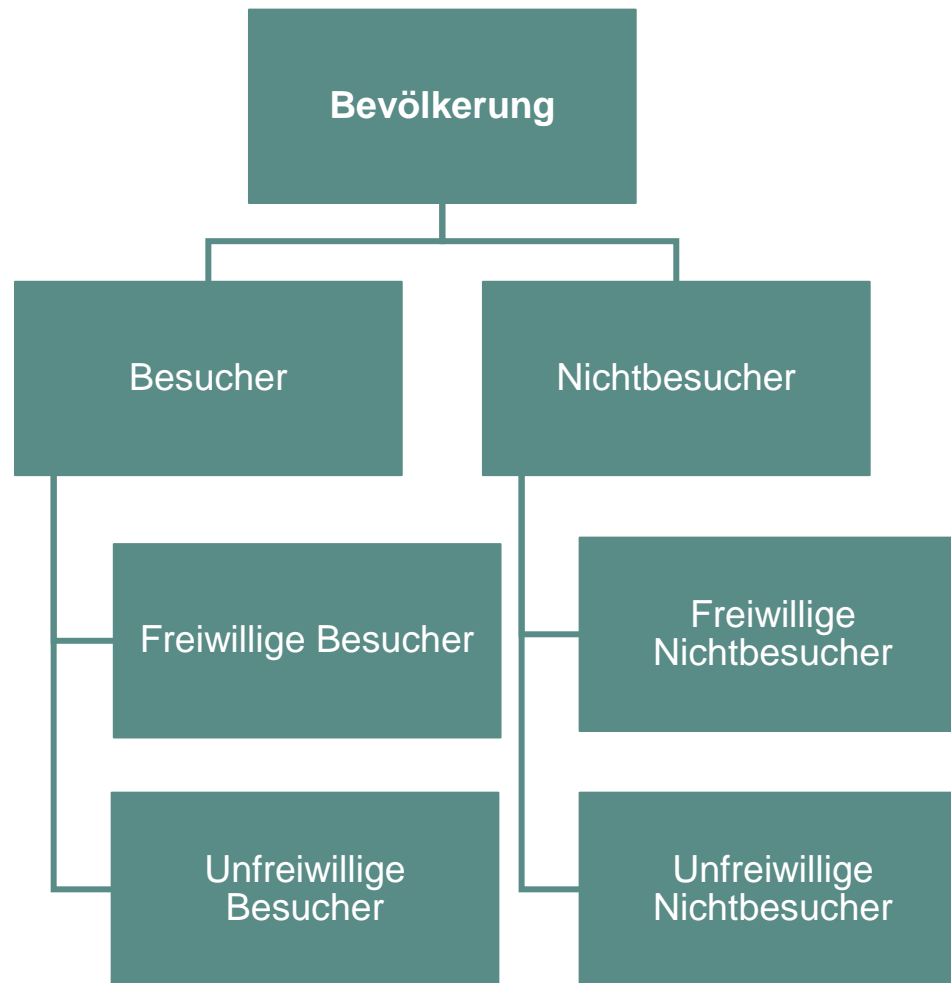 Bevölkerung
Besucher
Nichtbesucher
Freiwillige Besucher
Freiwillige
Nichtbesucher
Unfreiwillige
Besucher
Unfreiwillige
Nichtbesucher